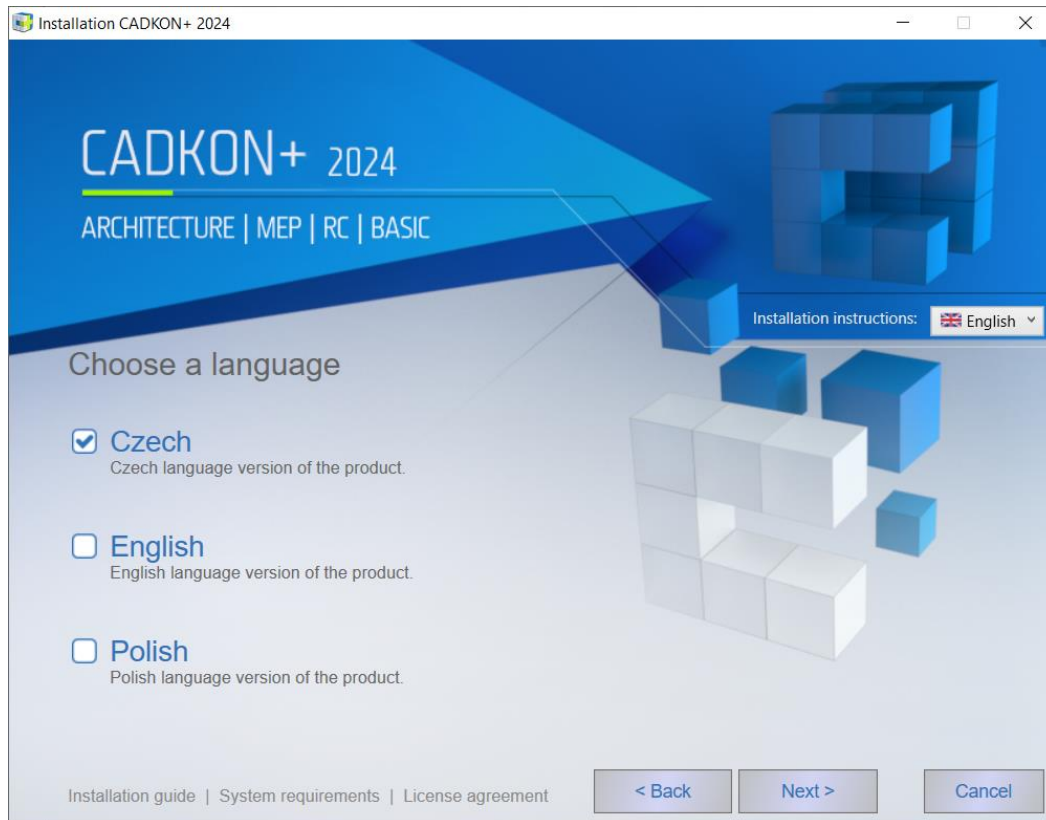 Installation CADKON+ 2024
CADKON+ 2024
ARCHITECTURE | MEP | RC | BASIC
Installation instructions: English
Choose a language
Czech
Czech language version of the product.
English
English language version of the product.
Polish
Polish language version of the product.
Installation guide | System requirements | License agreement
< Back Next > Cancel